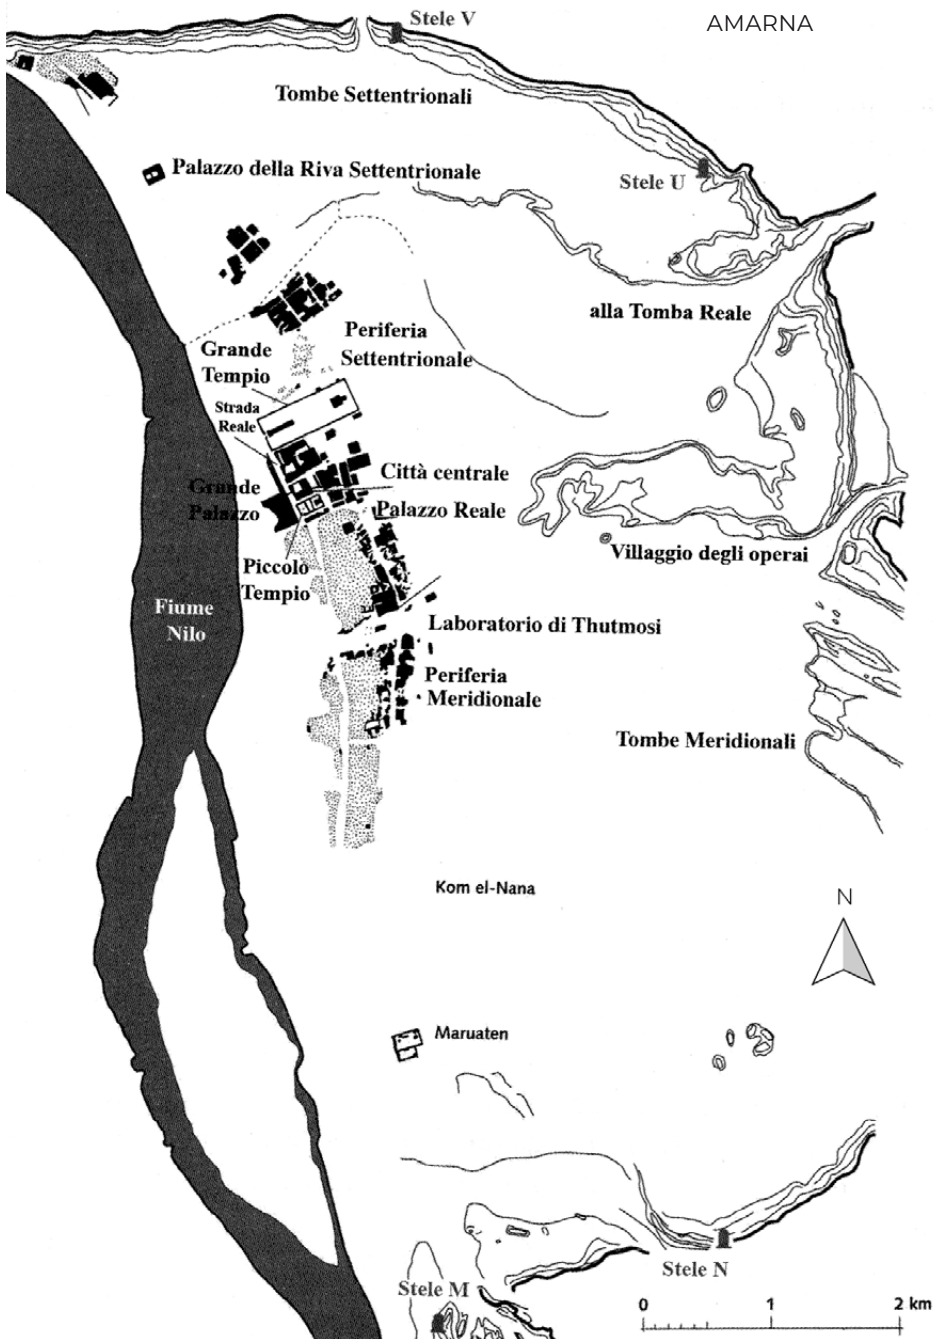 AMARNA
Stele V
Tombe Settentrionali
Palazzo della Riva Settentrionale
Stele U
alla Tomba Reale
Periferia
Settentrionale
Grande
Tempio
Strada
Reale
Città centrale
Grande
Palazzo
Palazzo Reale
Villaggio degli operai
Piccolo
Tempio
Fiume
Nilo
Laboratorio di Thutmosi
Periferia
Meridionale
Tombe Meridionali
Kom el-Nana
N
Maruaten
Stele N
Stele M
0 1 2 km